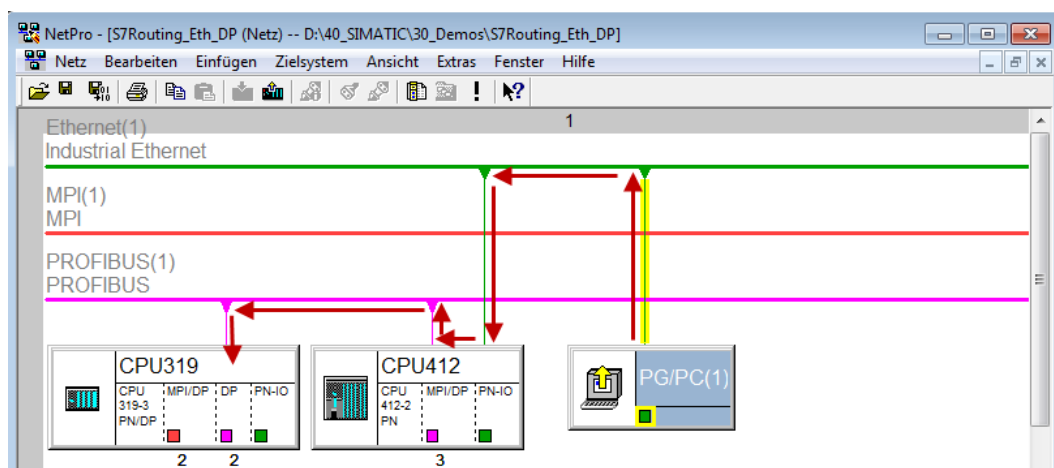 NetPro - [S7Routing_Eth_DP (Netz) -- D:\40_SIMATIC\30_Demos\S7Routing_Eth_DP]
Netz Bearbeiten Einfügen Zielsystem Ansicht Extras Fenster Hilfe
1
Ethernet(1)
Industrial Ethernet
MPI(1)
MPI
PROFIBUS(1)
PROFIBUS
CPU319
CPU
319-3
PN/DP
MPI/DP
DP
PN-IO
2
2
CPU412
CPU
412-2
PN
MPI/DP
PN-IO
3
PG/PC(1)